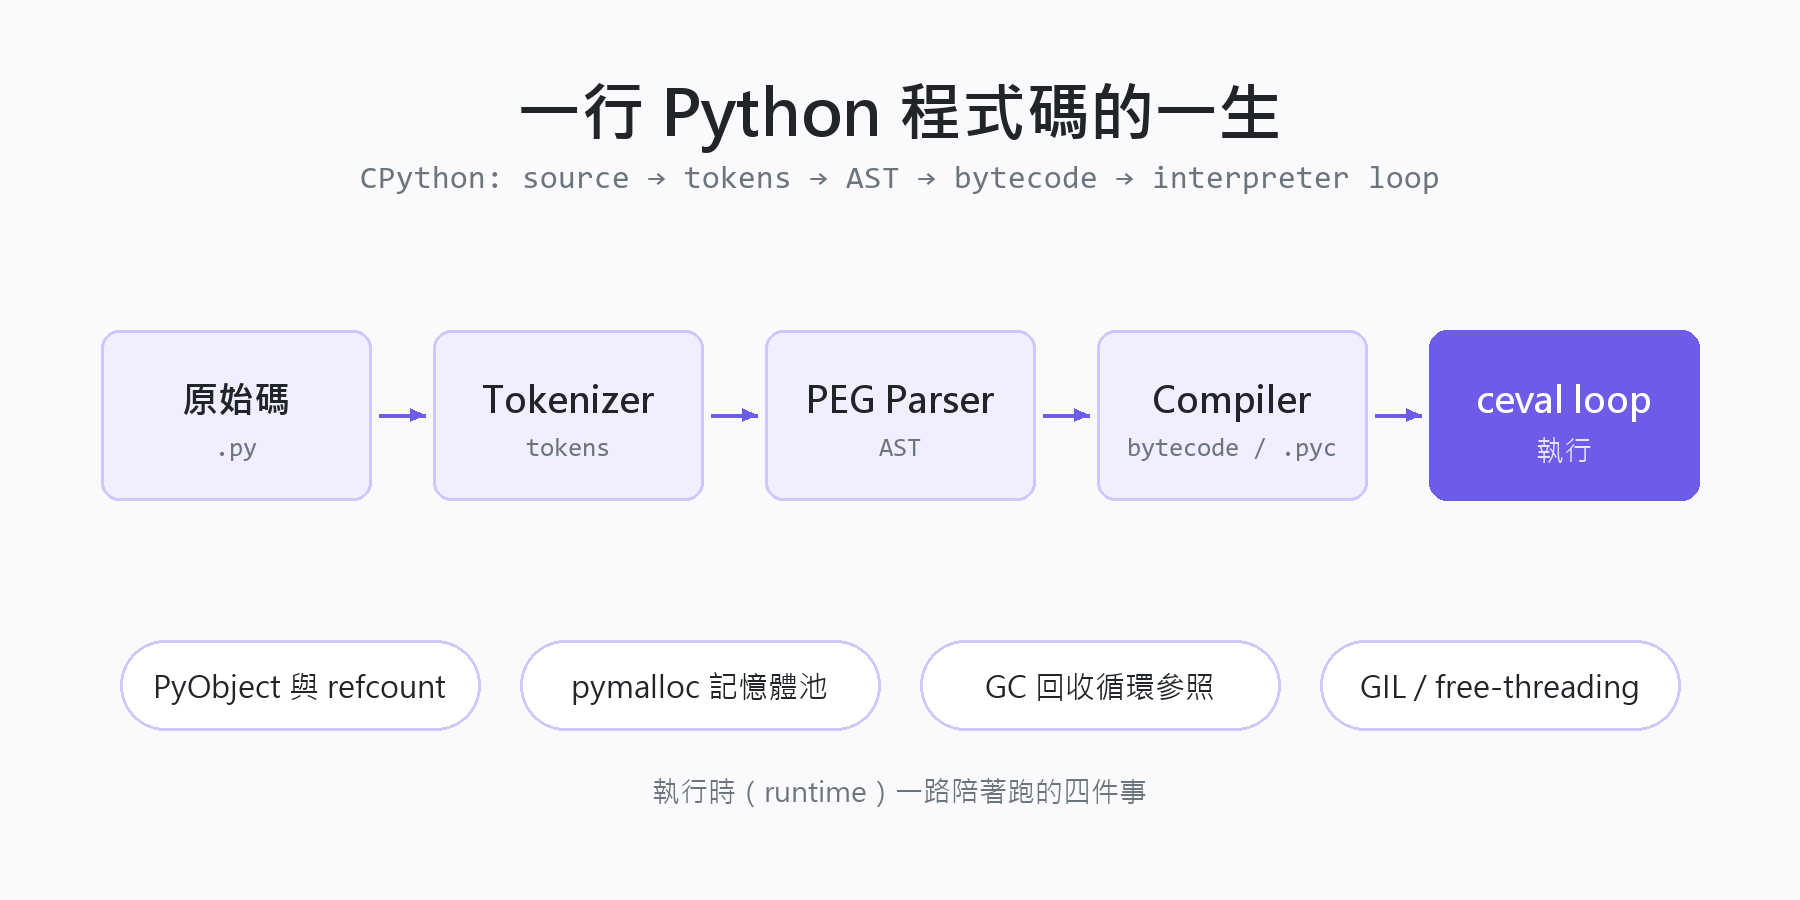 一行 Python 程式碼的一生
CPython: source → tokens → AST → bytecode → interpreter loop
原始碼
.py
Tokenizer
tokens
PEG Parser
AST
Compiler
bytecode / .pyc
ceval loop
執行
PyObject 與 refcount
pymalloc 記憶體池
GC 回收循環參照
GIL / free-threading
執行時（runtime）一路陪著跑的四件事